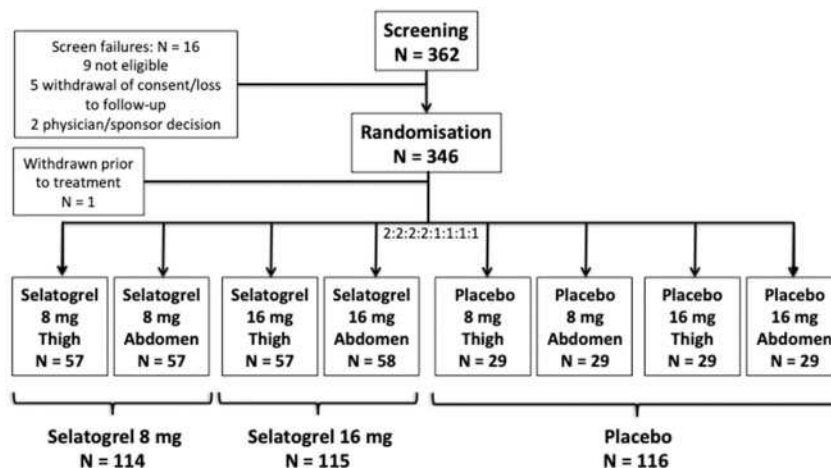 Screening
N = 362
Screen failures: N = 16
9 not eligible
5 withdrawal of consent/loss
to follow-up
2 physician/sponsor decision
Randomisation
N = 346
Withdrawn prior
to treatment
N = 1
2:2:2:2:1:1:1:1
Selatogrel
8 mg
Thigh
N = 57
Selatogrel
8 mg
Abdomen
N = 57
Selatogrel
16 mg
Thigh
N = 57
Selatogrel
16 mg
Abdomen
N = 58
Placebo
8 mg
Thigh
N = 29
Placebo
8 mg
Abdomen
N = 29
Placebo
16 mg
Thigh
N = 29
Placebo
16 mg
Abdomen
N = 29
Selatogrel 8 mg
N = 114
Selatogrel 16 mg
N = 115
Placebo
N = 116